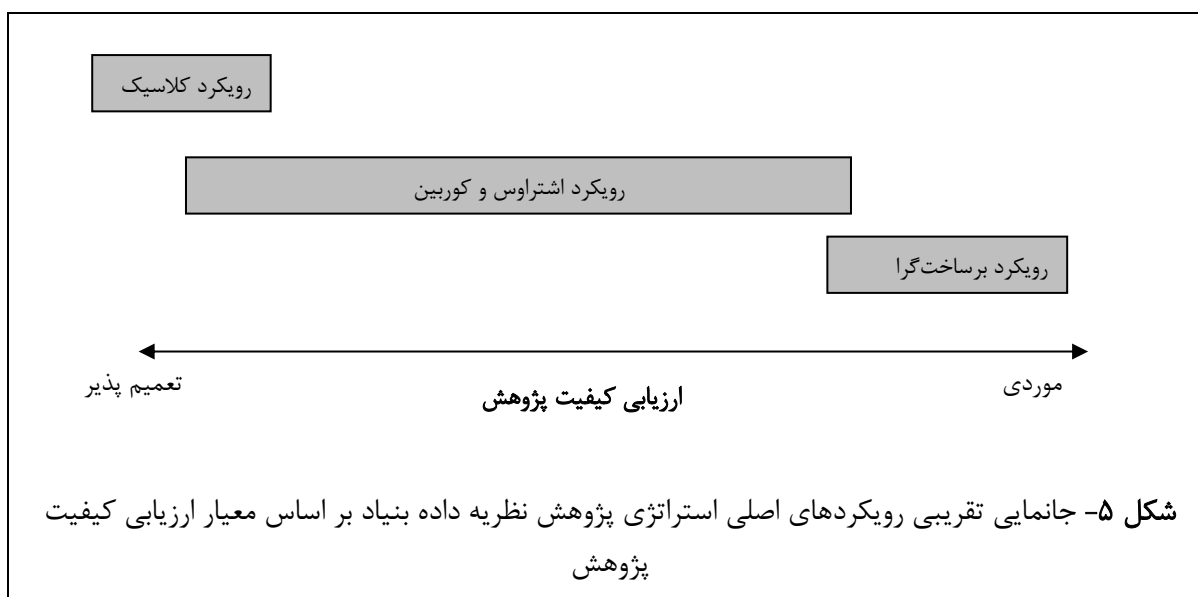 رویکرد کلاسیک
رویکرد اشتراوس و کوربین
رویکرد برساخت‌گرا
موردی
تعمیم پذیر
ارزیابی کیفیت پژوهش
شکل ۵- جانمایی تقریبی رویکردهای اصلی استراتژی پژوهش نظریه داده بنیاد بر اساس معیار ارزیابی کیفیت
پژوهش